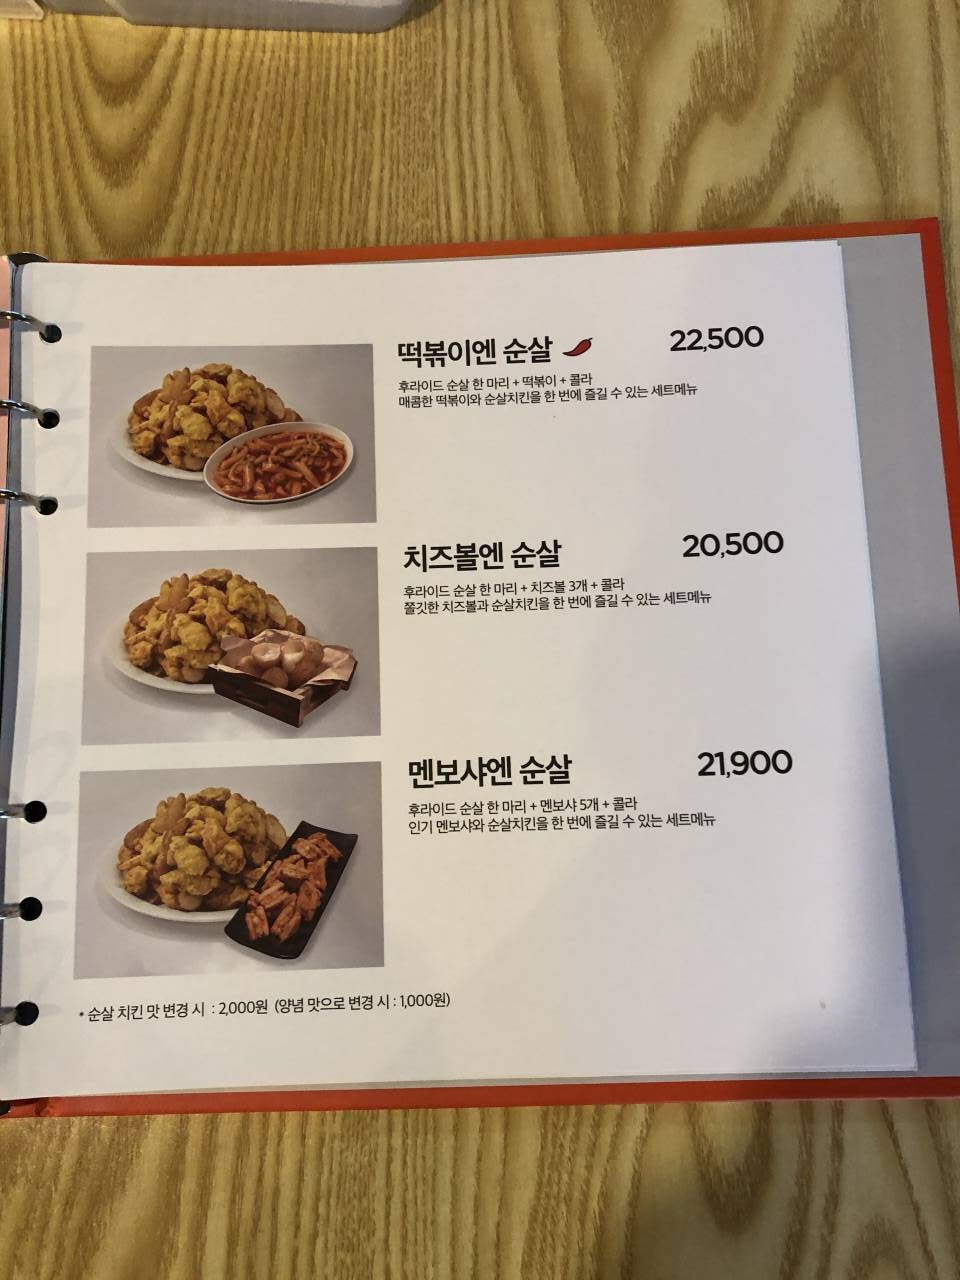 떡볶이엔 순살
22,500
후라이드 순살 한 마리 + 떡볶이 + 콜라
매콤한 떡볶이와 순살치킨을 한 번에 즐길 수 있는 세트메뉴
치즈볼엔 순살
20,500
후라이드 순살 한 마리 + 치즈볼 3개 + 콜라
쫄깃한 치즈볼과 순살치킨을 한 번에 즐길 수 있는 세트메뉴
멘보샤엔 순살
21,900
후라이드 순살 한 마리 + 멘보샤 5개 + 콜라
인기 멘보샤와 순살치킨을 한 번에 즐길 수 있는 세트메뉴
* 순살 치킨 맛 변경 시 : 2,000원 (양념 맛으로 변경 시 : 1,000원)